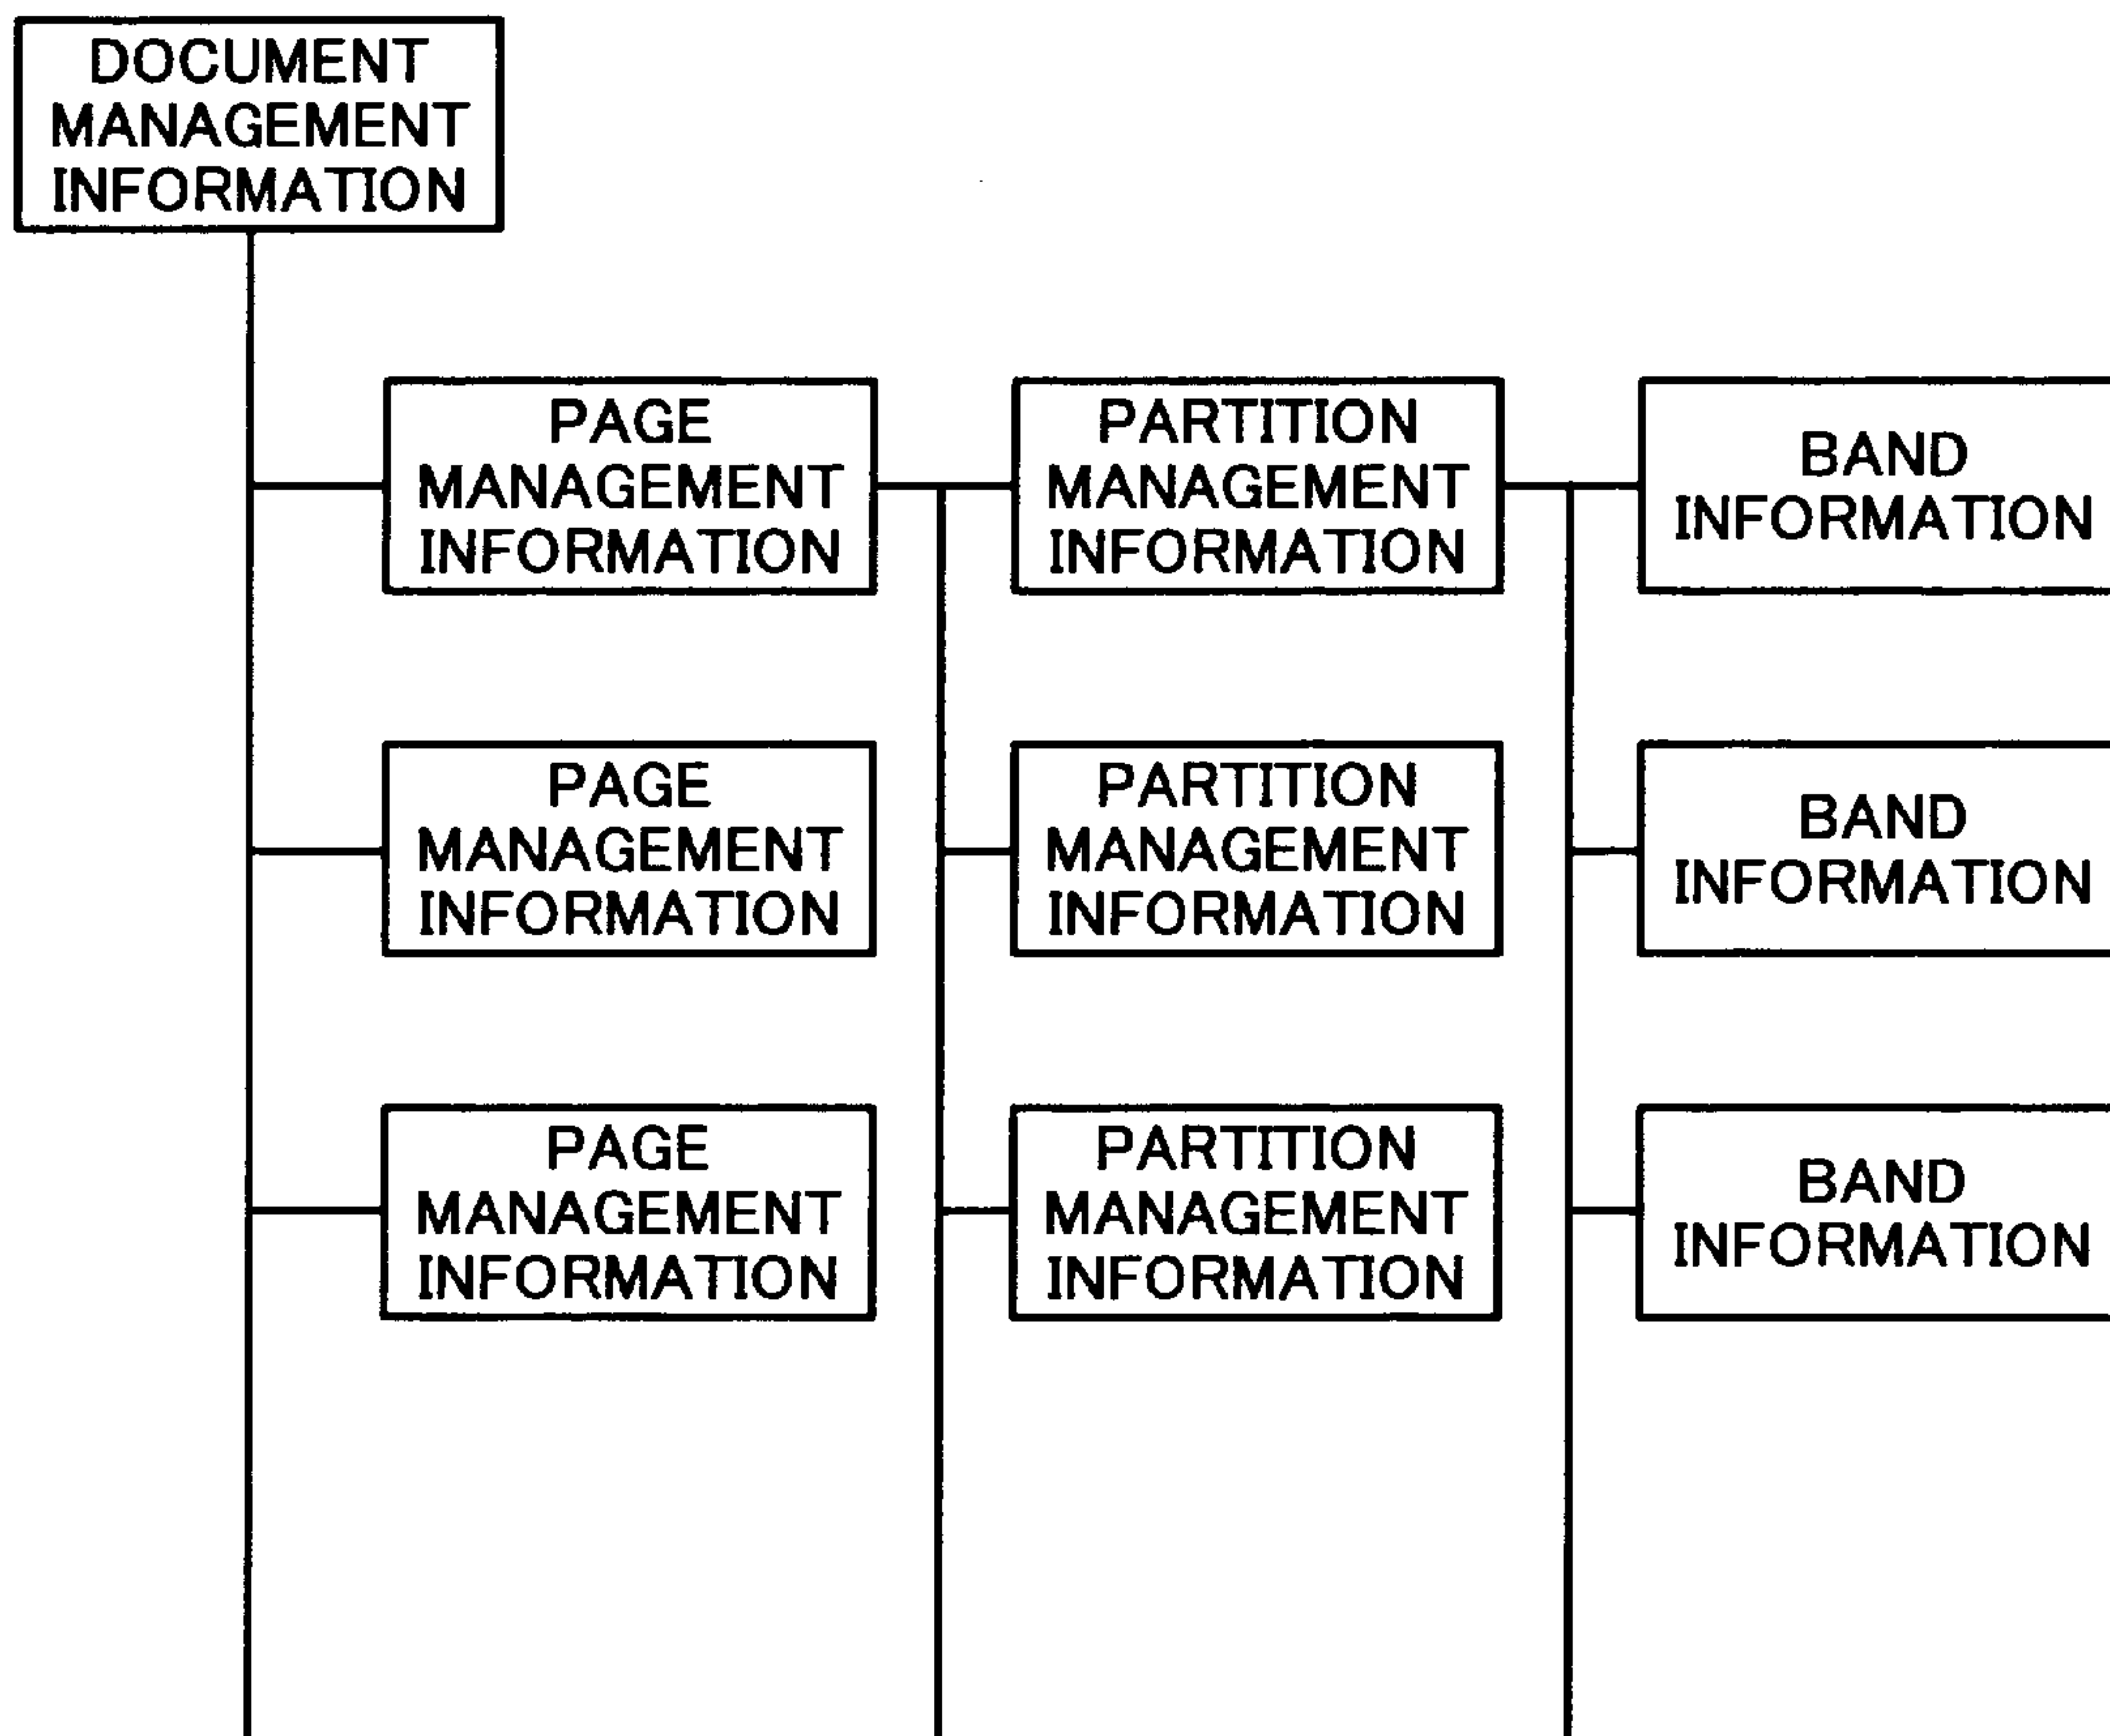 DOCUMENT
MANAGEMENT
INFORMATION
PAGE
MANAGEMENT
INFORMATION
PARTITION
MANAGEMENT
INFORMATION
BAND
INFORMATION
PAGE
MANAGEMENT
INFORMATION
PARTITION
MANAGEMENT
INFORMATION
BAND
INFORMATION
PAGE
MANAGEMENT
INFORMATION
PARTITION
MANAGEMENT
INFORMATION
BAND
INFORMATION